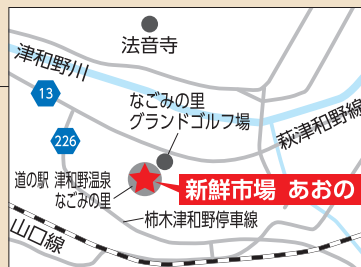 法音寺
津和野川
13
なごみの里
グランドゴルフ場
萩津和野線
226
道の駅 津和野温泉
なごみの里
新鮮市場 あおの
柿木津和野停車線
山口線